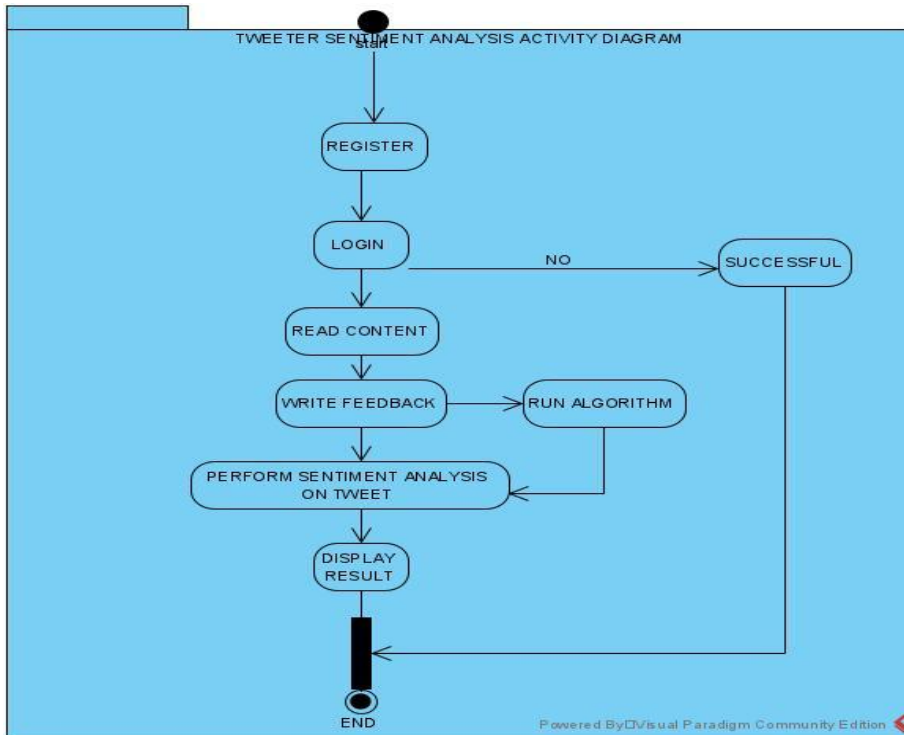 start
TWEETER SENTIMENT ANALYSIS ACTIVITY DIAGRAM
REGISTER
LOGIN
NO
SUCCESSFUL
READ CONTENT
WRITE FEEDBACK
RUN ALGORITHM
PERFORM SENTIMENT ANALYSIS
ON TWEET
DISPLAY
RESULT
END
Powered By□Visual Paradigm Community Edition